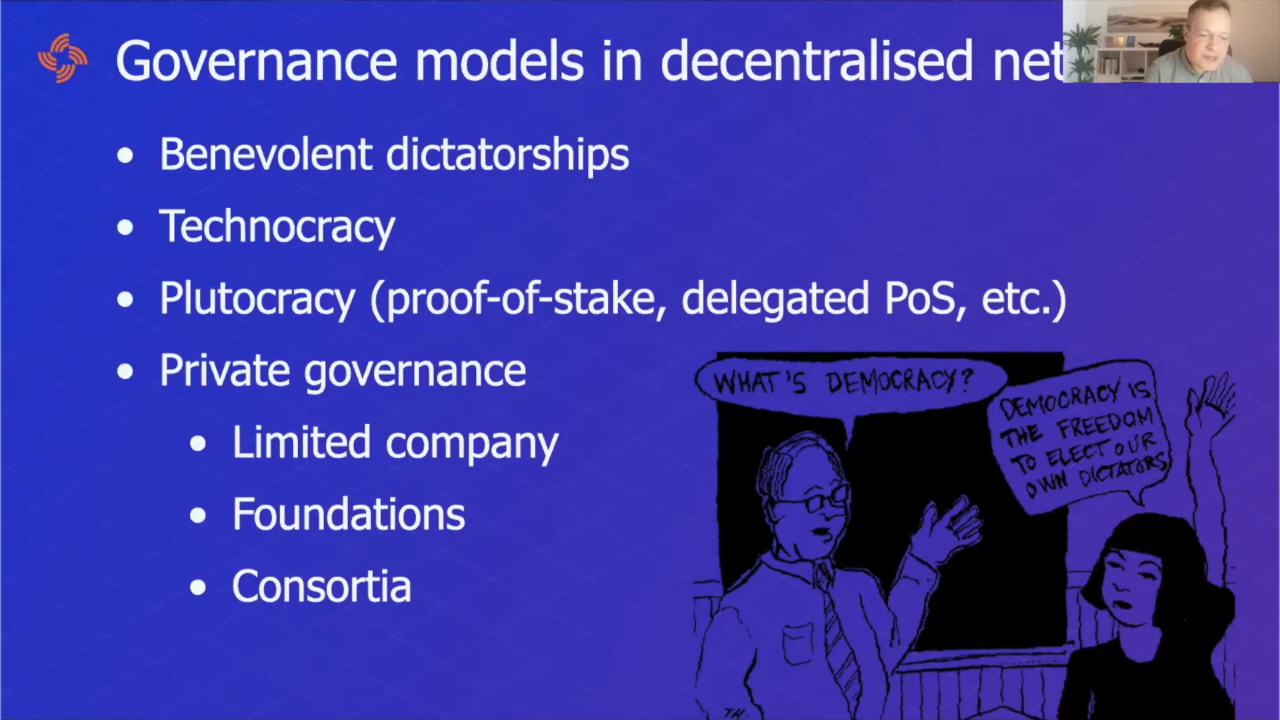 Governance models in decentralised net
• Benevolent dictatorships
• Technocracy
• Plutocracy (proof-of-stake, delegated PoS, etc.)
• Private governance
• Limited company
• Foundations
• Consortia
WHAT'S DEMOCRACY?
DEMOCRACY IS
THE FREEDOM
TO ELECT OUR
OWN DICTATORS
TH.